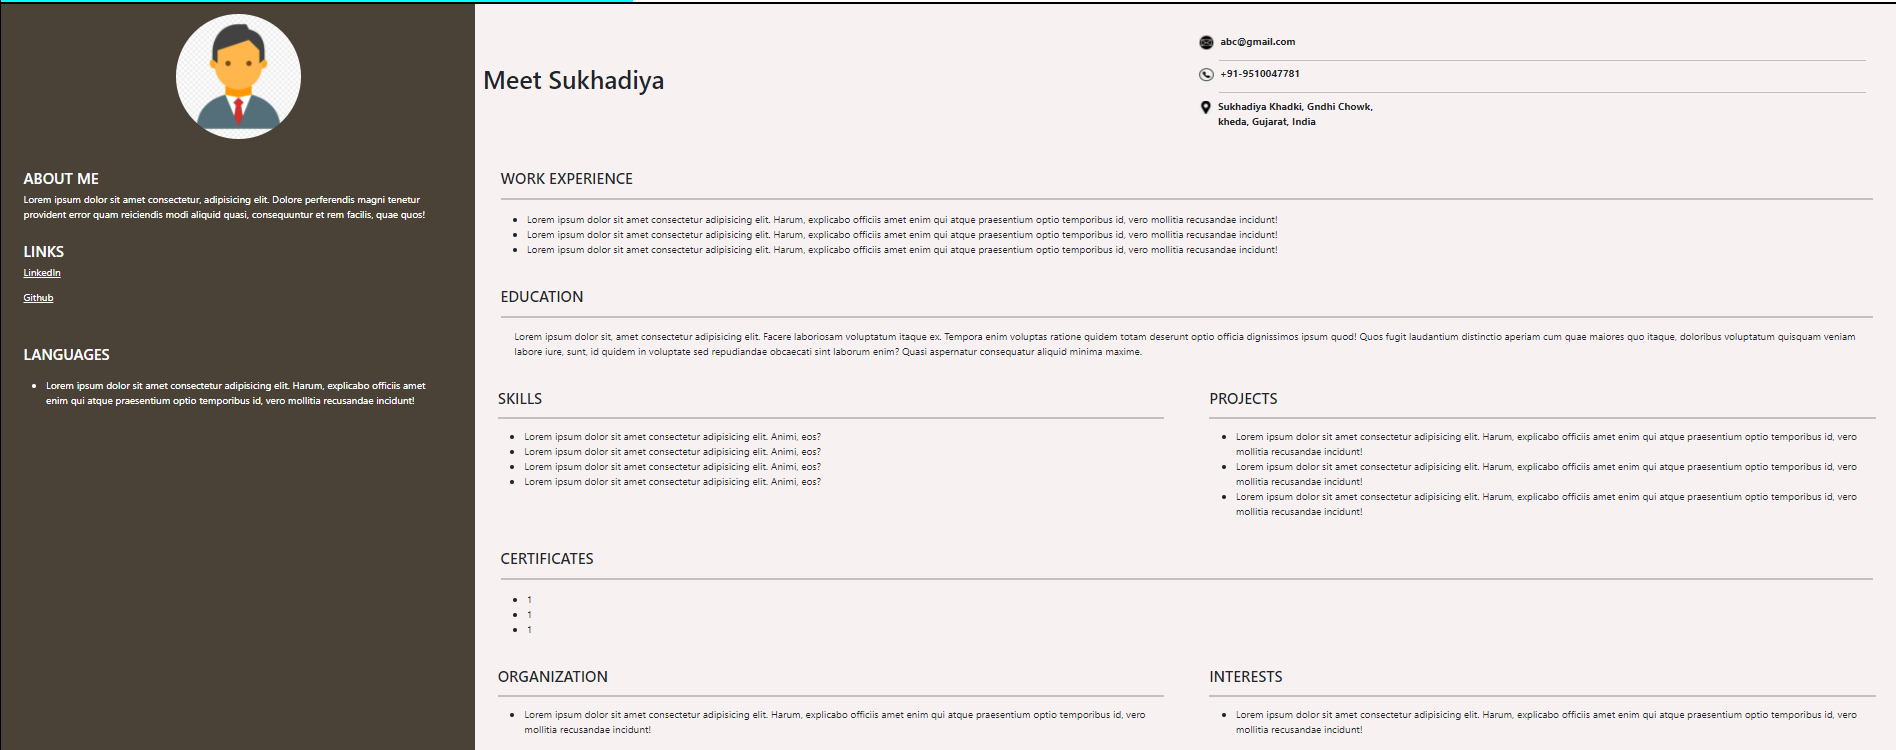 ABOUT ME
Lorem ipsum dolor sit amet consectetur, adipisicing elit. Dolore perferendis magni tenetur
provident error quam reiciendis modi aliquid quasi, consequuntur et rem facilis, quae quos!
LINKS
LinkedIn
Github
LANGUAGES
Lorem ipsum dolor sit amet consectetur adipisicing elit. Harum, explicabo officiis amet
enim qui atque praesentium optio temporibus id, vero mollitia recusandae incidunt!
Meet Sukhadiya
abc@gmail.com
+91-9510047781
Sukhadiya Khadki, Gndhi Chowk,
kheda, Gujarat, India
WORK EXPERIENCE
Lorem ipsum dolor sit amet consectetur adipisicing elit. Harum, explicabo officiis amet enim qui atque praesentium optio temporibus id, vero mollitia recusandae incidunt!
Lorem ipsum dolor sit amet consectetur adipisicing elit. Harum, explicabo officiis amet enim qui atque praesentium optio temporibus id, vero mollitia recusandae incidunt!
Lorem ipsum dolor sit amet consectetur adipisicing elit. Harum, explicabo officiis amet enim qui atque praesentium optio temporibus id, vero mollitia recusandae incidunt!
EDUCATION
Lorem ipsum dolor sit, amet consectetur adipisicing elit. Facere laboriosam voluptatum itaque ex. Tempora enim voluptas ratione quidem totam deserunt optio officia dignissimos ipsum quod! Quos fugit laudantium distinctio aperiam cum quae maiores quo itaque, doloribus voluptatum quisquam veniam
labore iure, sunt, id quidem in voluptate sed repudiandae obcaecati sint laborum enim? Quasi aspernatur consequatur aliquid minima maxime.
SKILLS
Lorem ipsum dolor sit amet consectetur adipisicing elit. Animi, eos?
Lorem ipsum dolor sit amet consectetur adipisicing elit. Animi, eos?
Lorem ipsum dolor sit amet consectetur adipisicing elit. Animi, eos?
Lorem ipsum dolor sit amet consectetur adipisicing elit. Animi, eos?
PROJECTS
Lorem ipsum dolor sit amet consectetur adipisicing elit. Harum, explicabo officiis amet enim qui atque praesentium optio temporibus id, vero
mollitia recusandae incidunt!
Lorem ipsum dolor sit amet consectetur adipisicing elit. Harum, explicabo officiis amet enim qui atque praesentium optio temporibus id, vero
mollitia recusandae incidunt!
Lorem ipsum dolor sit amet consectetur adipisicing elit. Harum, explicabo officiis amet enim qui atque praesentium optio temporibus id, vero
mollitia recusandae incidunt!
CERTIFICATES
1
1
1
ORGANIZATION
Lorem ipsum dolor sit amet consectetur adipisicing elit. Harum, explicabo officiis amet enim qui atque praesentium optio temporibus id, vero
mollitia recusandae incidunt!
INTERESTS
Lorem ipsum dolor sit amet consectetur adipisicing elit. Harum, explicabo officiis amet enim qui atque praesentium optio temporibus id, vero
mollitia recusandae incidunt!